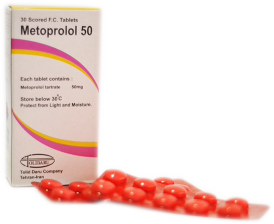 30 Scored F.C. Tablets
Metoprolol 50
Each tablet contains :
Metoprolol tartrate 50mg
Store below 30°C
Protect from Light and Moisture.
TOLIDARU
Tolid Daru Company
Tehran-Iran